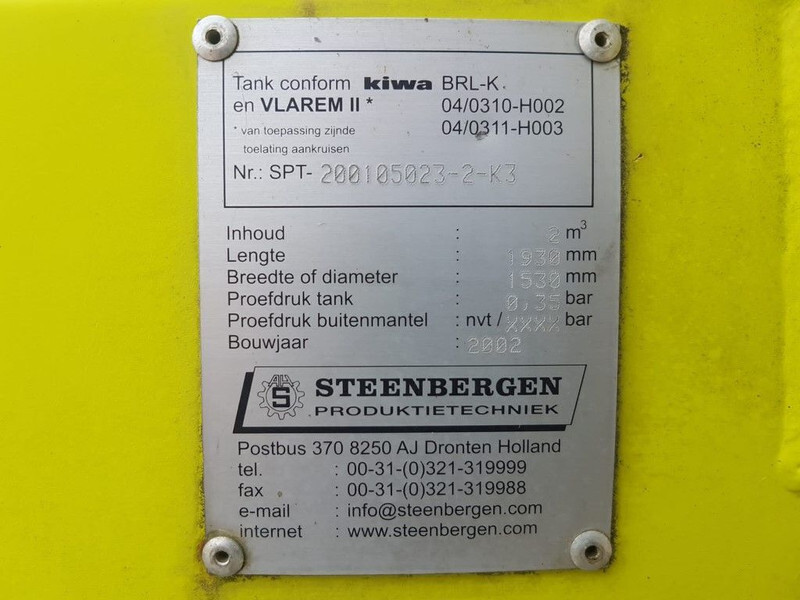 Tank conform kiwa BRL-K.
en VLAREM II * 04/0310-H002
* van toepassing zijnde 04/0311-H003
toelating aankruisen
Nr.: SPT- 200105023-2-K3
Inhoud : 2 m³
Lengte : 1930 mm
Breedte of diameter : 1530 mm
Proefdruk tank : 0,35 bar
Proefdruk buitenmantel : nvt / XXXX bar
Bouwjaar : 2002
S STEENBERGEN
PRODUKTIETECHNIEK
Postbus 370 8250 AJ Dronten Holland
tel. : 00-31-(0)321-319999
fax : 00-31-(0)321-319988
e-mail : info@steenbergen.com
internet : www.steenbergen.com